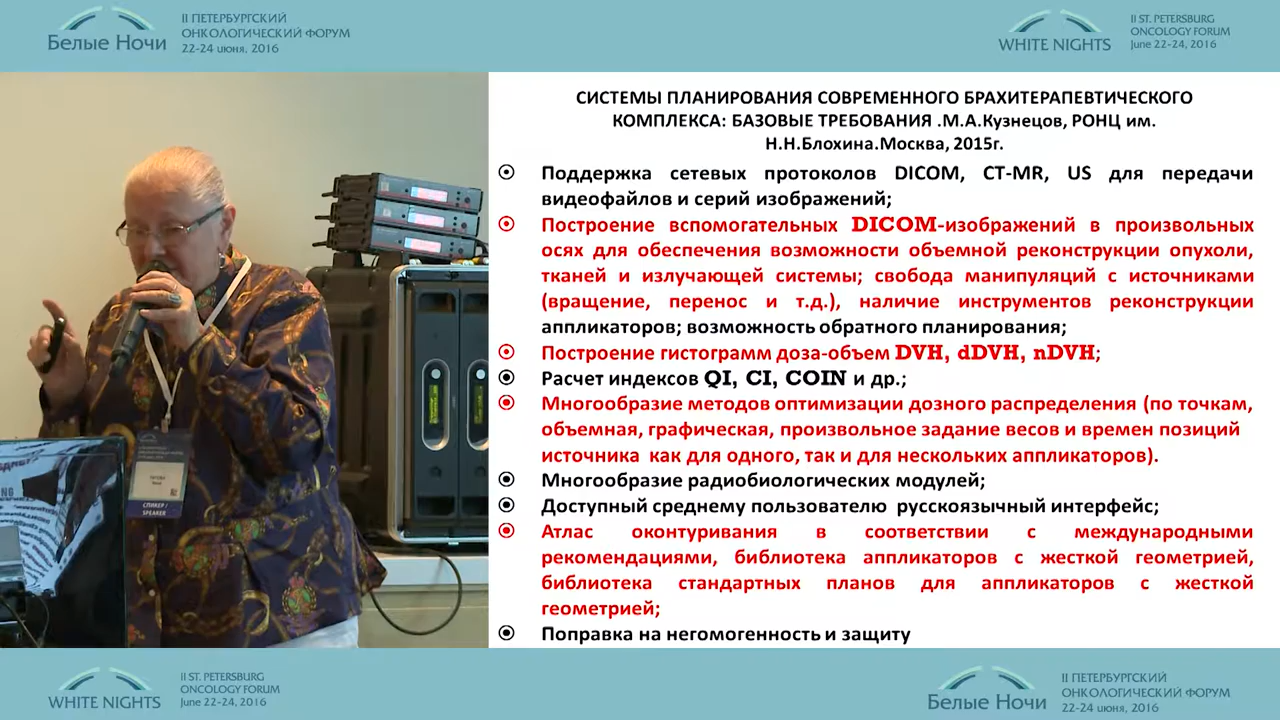 II ПЕТЕРБУРГСКИЙ
ОНКОЛОГИЧЕСКИЙ ФОРУМ
Белые Ночи
22-24 июня, 2016
II ST. PETERSBURG
ONCOLOGY FORUM
WHITE NIGHTS
June 22-24, 2016
СИСТЕМЫ ПЛАНИРОВАНИЯ СОВРЕМЕННОГО БРАХИТЕРАПЕВТИЧЕСКОГО
КОМПЛЕКСА: БАЗОВЫЕ ТРЕБОВАНИЯ .М.А.Кузнецов, РОНЦ им.
Н.Н.Блохина.Москва, 2015г.
Поддержка сетевых протоколов DICOM, CT-MR, US для передачи
видеофайлов и серий изображений;
Построение вспомогательных DICOM-изображений в произвольных
осях для обеспечения возможности объемной реконструкции опухоли,
тканей и излучающей системы; свобода манипуляций с источниками
(вращение, перенос и т.д.), наличие инструментов реконструкции
аппликаторов; возможность обратного планирования;
Построение гистограмм доза-объем DVH, dDVH, nDVH;
Расчет индексов QI, CI, COIN и др.;
Многообразие методов оптимизации дозного распределения (по точкам,
объемная, графическая, произвольное задание весов и времен позиций
источника как для одного, так и для нескольких аппликаторов).
Многообразие радиобиологических модулей;
Доступный среднему пользователю русскоязычный интерфейс;
Атлас оконтуривания в соответствии с международными
рекомендациями, библиотека аппликаторов с жесткой геометрией,
библиотека стандартных планов для аппликаторов с жесткой
геометрией;
Поправка на негомогенность и защиту
СПИКЕР /
SPEAKER
II ST. PETERSBURG
ONCOLOGY FORUM
WHITE NIGHTS
June 22-24, 2016
II ПЕТЕРБУРГСКИЙ
ОНКОЛОГИЧЕСКИЙ ФОРУМ
Белые Ночи
22-24 июня, 2016